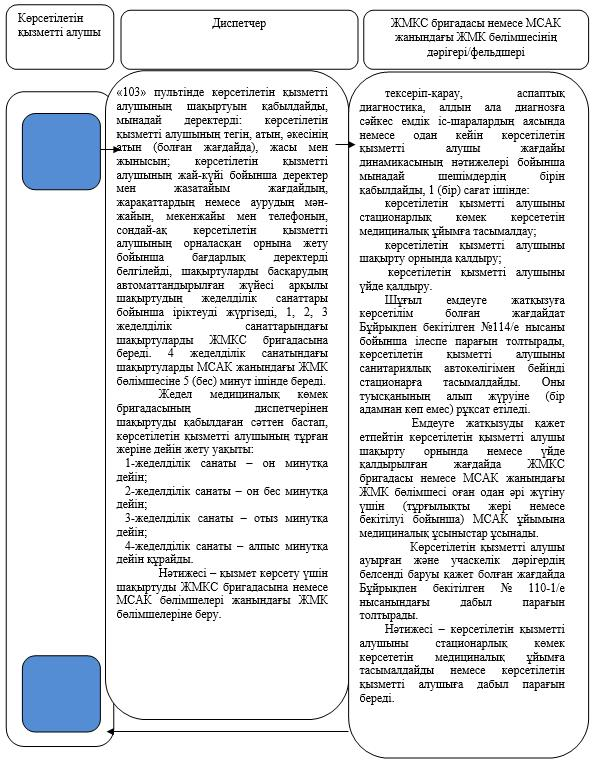 Көрсетілетін
қызметті алушы
Диспетчер
ЖМКС бригадасы немесе МСАК
жанындағы ЖМК бөлімшесінің
дәрігері/фельдшері
«103» пультінде көрсетілетін қызметті
алушының шақыртуын қабылдайды,
мынадай деректерді: көрсетілетін
қызметті алушының тегін, атын, әкесінің
атын (болған жағдайда), жасы мен
жынысын; көрсетілетін қызметті
алушының жай-күйі бойынша деректер
мен жазатайым жағдайдың,
жарақаттардың немесе аурудың мән-
жайын, мекенжайы мен телефонын,
сондай-ақ көрсетілетін қызметті
алушының орналасқан орнына жету
бойынша бағдарлық деректерді
белгілейді, шақыртуларды басқарудың
автоматтандырылған жүйесі арқылы
шақыртудың жеделділік санаттары
бойынша іріктеуді жүргізеді, 1, 2, 3
жеделділік санаттарындағы
шақыртуларды ЖМКС бригадасына
береді. 4 жеделділік санатындағы
шақыртуларды МСАК жанындағы ЖМК
бөлімшесіне 5 (бес) минут ішінде береді.
Жедел медициналық көмек
бригадасының диспетчерінен
шақыртуды қабылдаған сәттен бастап,
көрсетілетін қызметті алушының тұрған
жеріне дейін жету уақыты:
1-жеделділік санаты – он минутқа
дейін;
2-жеделділік санаты – он бес минутқа
дейін;
3-жеделділік санаты – отыз минутқа
дейін;
4-жеделділік санаты – алпыс минутқа
дейін құрайды.
Нәтижесі – қызмет көрсету үшін
шақыртуды ЖМКС бригадасына немесе
МСАК бөлімшелері жанындағы ЖМК
бөлімшелеріне беру.
тексеріп-қарау, аспаптық
диагностика, алдын ала диагнозға
сәйкес емдік іс-шаралардың аясында
немесе одан кейін көрсетілетін
қызметті алушы жағдайы
динамикасының нәтижелері бойынша
мынадай шешімдердің бірін
қабылдайды, 1 (бір) сағат ішінде:
көрсетілетін қызметті алушыны
стационарлық көмек көрсететін
медициналық ұйымға тасымалдау;
көрсетілетін қызметті алушыны
шақырту орнында қалдыру;
көрсетілетін қызметті алушыны
үйде қалдыру.
Шұғыл емдеуге жатқызуға
көрсетілім болған жағдайдат
Бұйрықпен бекітілген №114/е нысаны
бойынша ілеспе парағын толтырады,
көрсетілетін қызметті алушыны
санитариялық автокөлігімен бейінді
стационарға тасымалдайды. Оны
туысқанының алып жүруіне (бір
адамнан көп емес) рұқсат етіледі.
Емдеуге жатқызуды қажет
етпейтін көрсетілетін қызметті алушы
шақырту орнында немесе үйде
қалдырылған жағдайда ЖМКС
бригадасы немесе МСАК жанындағы
ЖМК бөлімшесі оған одан әрі жүгіну
үшін (тұрғылықты жері немесе
бекітілуі бойынша) МСАК ұйымына
медициналық ұсыныстар ұсынады.
Көрсетілетін қызметті алушы
ауырған және учаскелік дәрігердің
белсенді баруы қажет болған жағдайда
Бұйрықпен бекітілген № 110-1/е
нысанындағы дабыл парағын
толтырады.
Нәтижесі – көрсетілетін қызметті
алушыны стационарлық көмек
көрсететін медициналық ұйымға
тасымалдайды немесе көрсетілетін
қызметті алушыға дабыл парағын
береді.